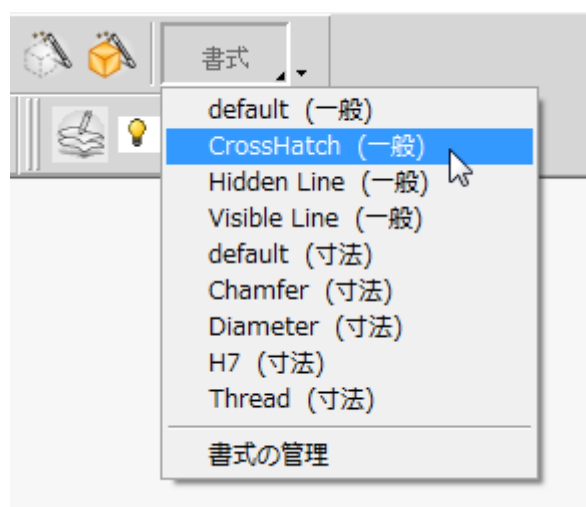 書式
default (一般)
CrossHatch (一般)
Hidden Line (一般)
Visible Line (一般)
default (寸法)
Chamfer (寸法)
Diameter (寸法)
H7 (寸法)
Thread (寸法)
書式の管理